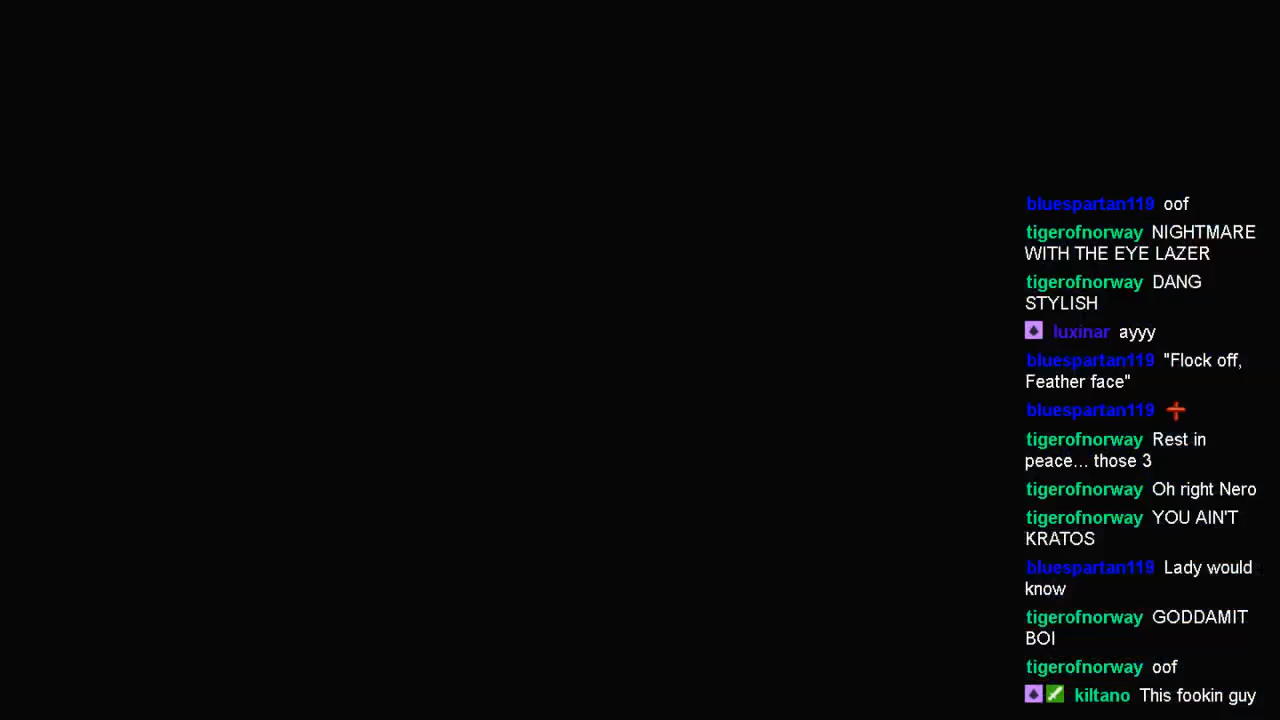 bluespartan119 oof
tigerofnorway NIGHTMARE
WITH THE EYE LAZER
tigerofnorway DANG
STYLISH
luxinar ayyy
bluespartan119 "Flock off,
Feather face"
bluespartan119
tigerofnorway Rest in
peace... those 3
tigerofnorway Oh right Nero
tigerofnorway YOU AIN'T
KRATOS
bluespartan119 Lady would
know
tigerofnorway GODDAMIT
BOI
tigerofnorway oof
kiltano This fookin guy